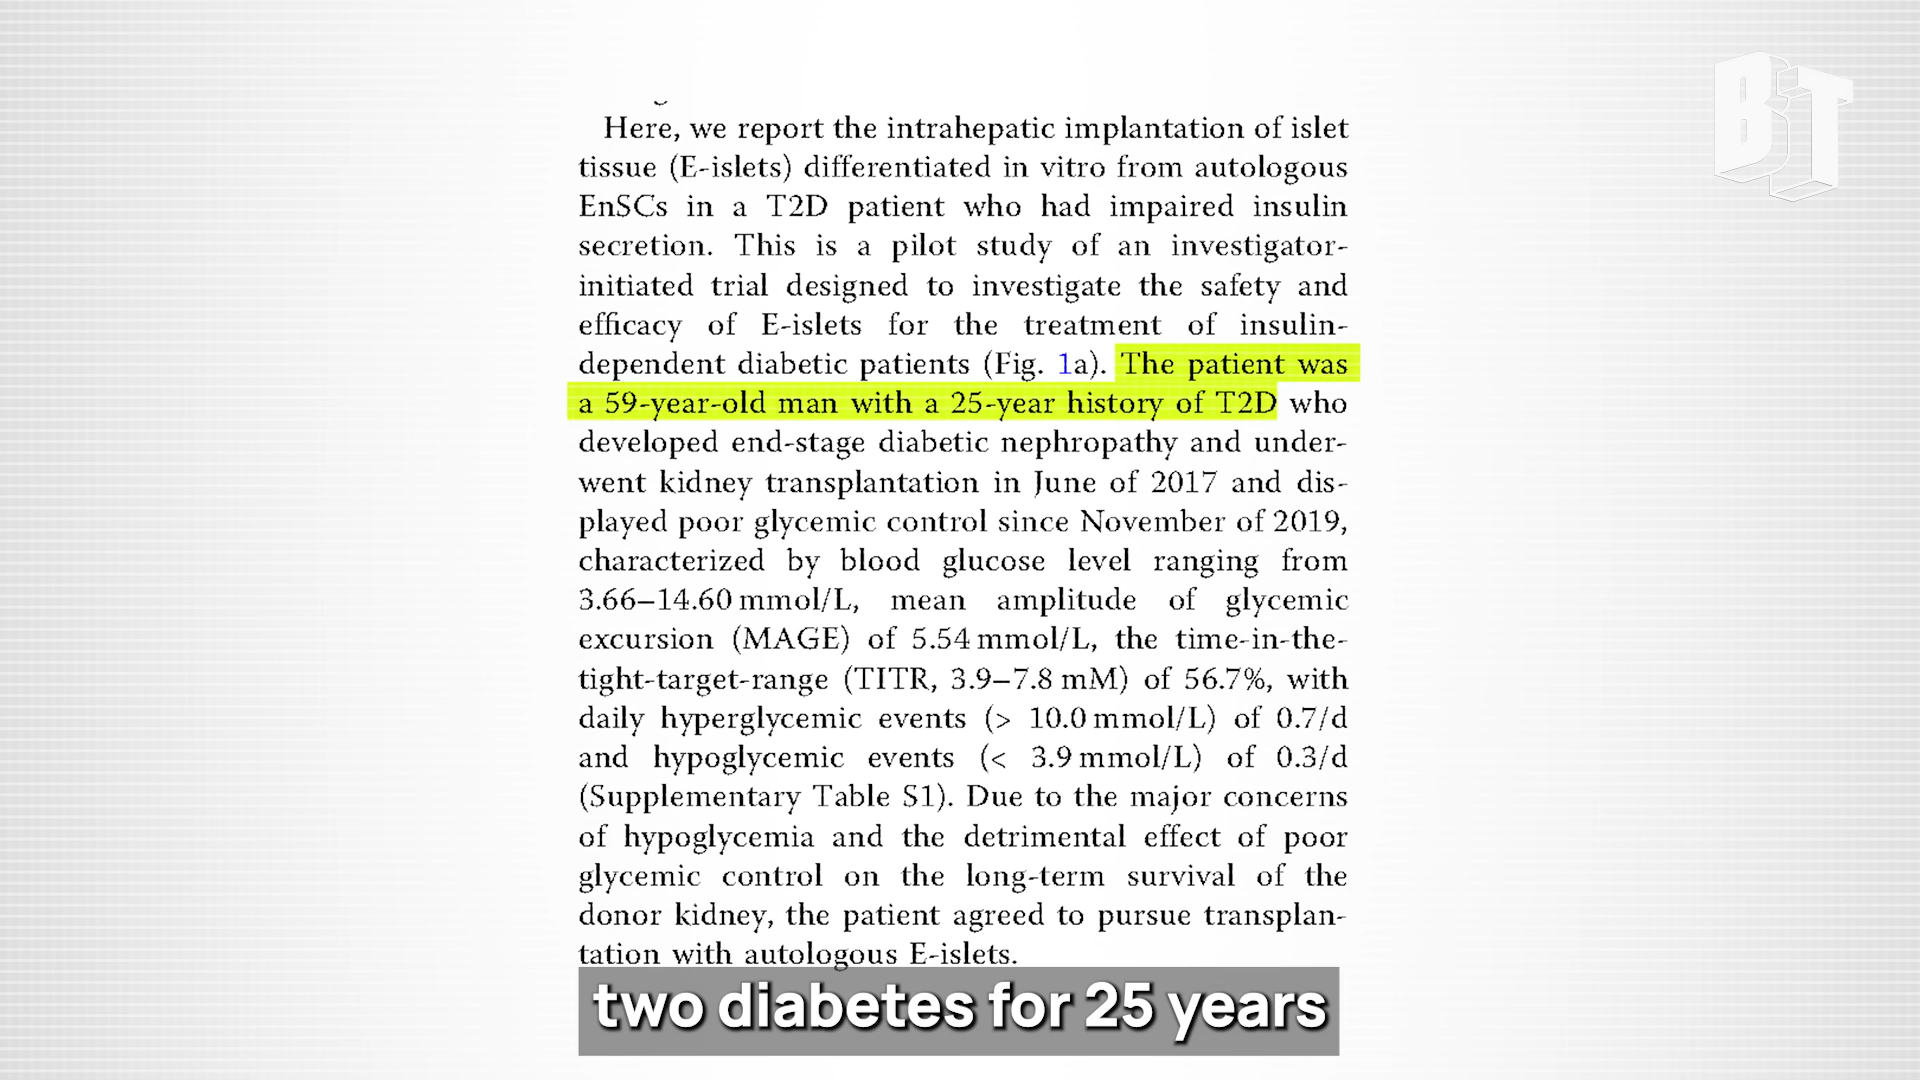 BT
Here, we report the intrahepatic implantation of islet
tissue (E-islets) differentiated in vitro from autologous
EnSCs in a T2D patient who had impaired insulin
secretion. This is a pilot study of an investigator-
initiated trial designed to investigate the safety and
efficacy of E-islets for the treatment of insulin-
dependent diabetic patients (Fig. 1a). The patient was
a 59-year-old man with a 25-year history of T2D who
developed end-stage diabetic nephropathy and under-
went kidney transplantation in June of 2017 and dis-
played poor glycemic control since November of 2019,
characterized by blood glucose level ranging from
3.66–14.60 mmol/L, mean amplitude of glycemic
excursion (MAGE) of 5.54 mmol/L, the time-in-the-
tight-target-range (TITR, 3.9–7.8 mM) of 56.7%, with
daily hyperglycemic events (> 10.0 mmol/L) of 0.7/d
and hypoglycemic events (< 3.9 mmol/L) of 0.3/d
(Supplementary Table S1). Due to the major concerns
of hypoglycemia and the detrimental effect of poor
glycemic control on the long-term survival of the
donor kidney, the patient agreed to pursue transplan-
tation with autologous E-islets.
two diabetes for 25 years